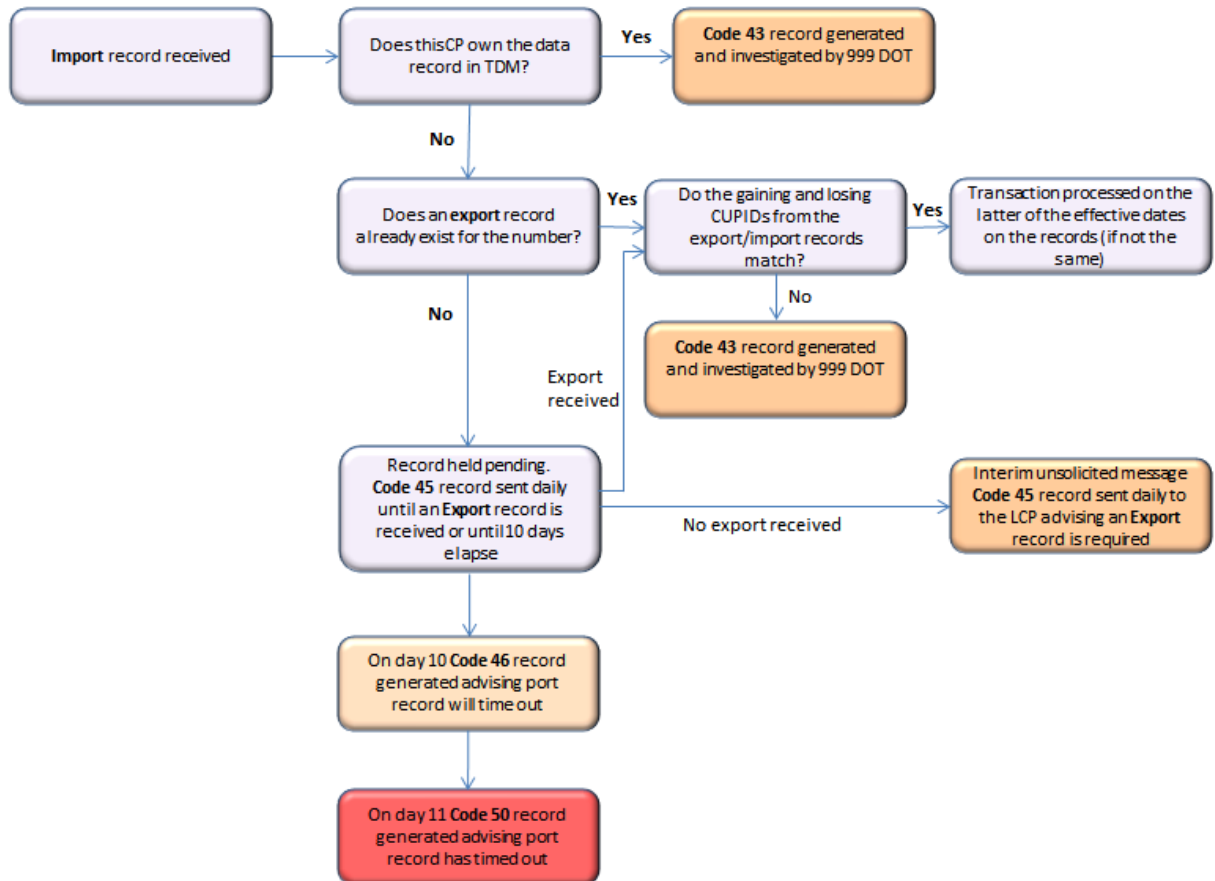 Import record received
Does this CP own the data
record in TDM?
Yes
Code 43 record generated
and investigated by 999 DOT
No
Does an export record
already exist for the number?
Yes
Do the gaining and losing
CUPIDs from the
export/import records
match?
Yes
Transaction processed on the
latter of the effective dates
on the records (if not the
same)
No
No
Code 43 record generated
and investigated by 999 DOT
Export
received
Record held pending.
Code 45 record sent daily
until an Export record is
received or until 10 days
elapse
No export received
Interim unsolicited message
Code 45 record sent daily to
the LCP advising an Export
record is required
On day 10 Code 46 record
generated advising port
record will time out
On day 11 Code 50 record
generated advising port
record has timed out